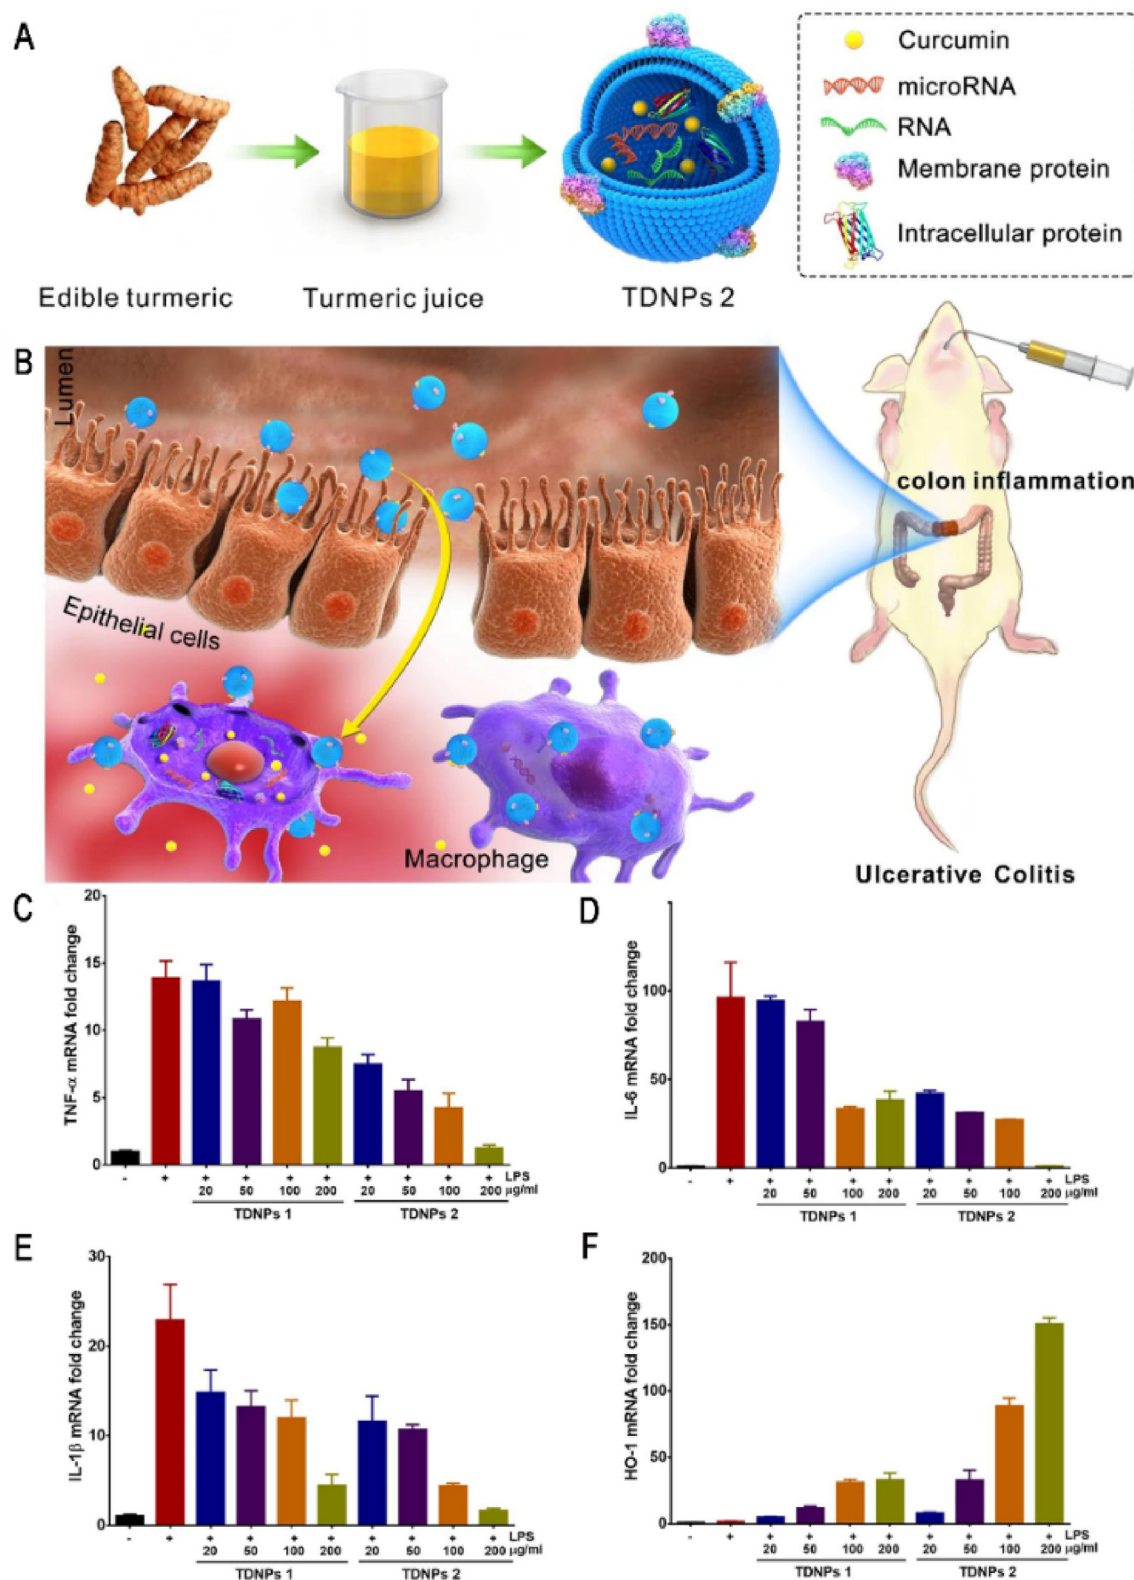 A
Curcumin
microRNA
RNA
Membrane protein
Intracellular protein
Edible turmeric
Turmeric juice
TDNPs 2
B
Lumen
Epithelial cells
Macrophage
colon inflammation
Ulcerative Colitis
C
TNF-α mRNA fold change
20
15
10
5
0
- + + + + + + + + + LPS
20 50 100 200 20 50 100 200 μg/ml
TDNPs 1 TDNPs 2
D
IL-6 mRNA fold change
100
50
0
- + + + + + + + + + LPS
20 50 100 200 20 50 100 200 μg/ml
TDNPs 1 TDNPs 2
E
IL-1β mRNA fold change
30
20
10
0
- + + + + + + + + + LPS
20 50 100 200 20 50 100 200 μg/ml
TDNPs 1 TDNPs 2
F
HO-1 mRNA fold change
200
150
100
50
0
- + + + + + + + + + LPS
20 50 100 200 20 50 100 200 μg/ml
TDNPs 1 TDNPs 2